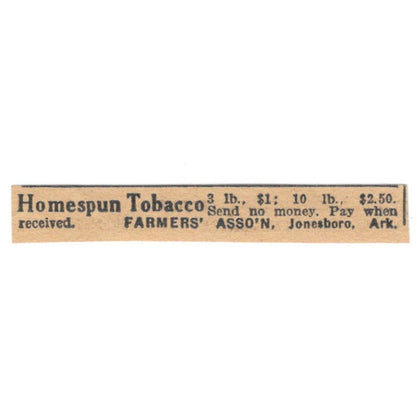 Homespun Tobacco 3 lb., $1; 10 lb., $2.50.
Send no money. Pay when
received. FARMERS' ASSO'N, Jonesboro, Ark.